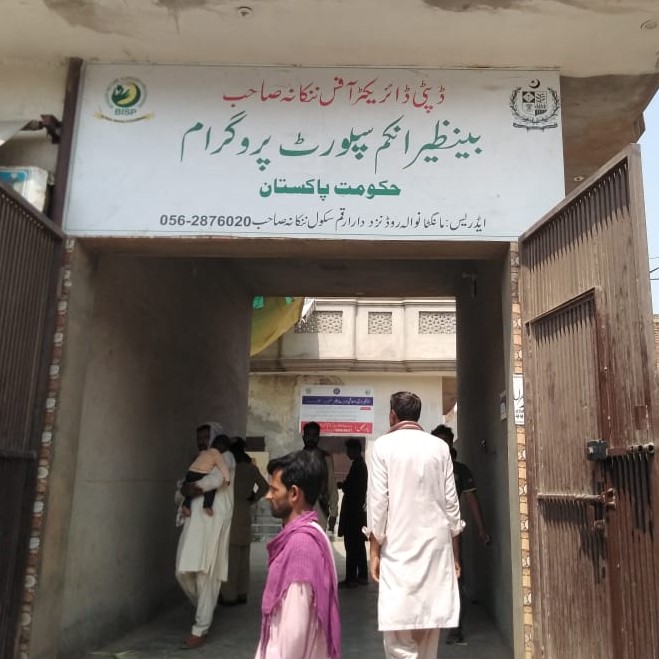 ڈپٹی ڈائریکٹر آفس ننکانہ صاحب
BISP
بینظیر انکم سپورٹ پروگرام
حکومت پاکستان
ایڈریس: مانگٹانوالہ روڈ نزد دارارقم سکول ننکانہ صاحب 056-2876020